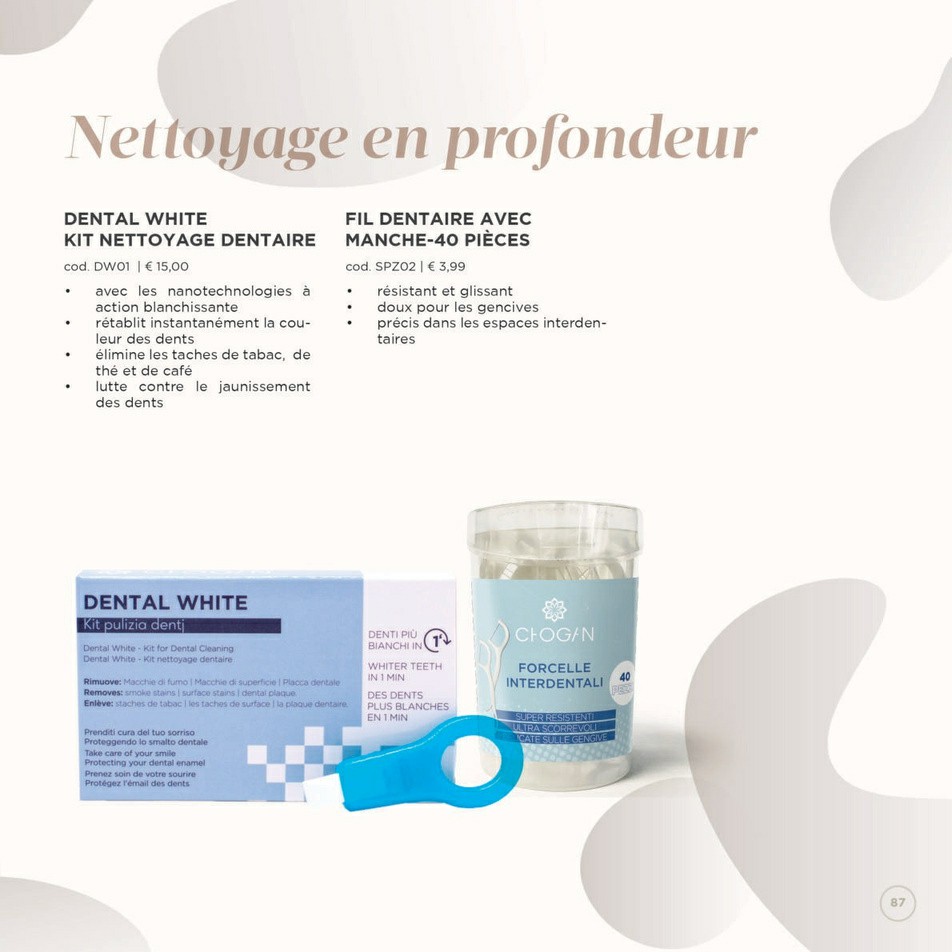 Nettoyage en profondeur
DENTAL WHITE
KIT NETTOYAGE DENTAIRE
cod. DW01 | € 15,00
• avec les nanotechnologies à
action blanchissante
• rétablit instantanément la cou-
leur des dents
• élimine les taches de tabac, de
thé et de café
• lutte contre le jaunissement
des dents
FIL DENTAIRE AVEC
MANCHE-40 PIÈCES
cod. SPZ02 | € 3,99
• résistant et glissant
• doux pour les gencives
• précis dans les espaces interden-
taires
DENTAL WHITE
Kit pulizia denti
Dental White - Kit for Dental Cleaning
Dental White - Kit nettoyage dentaire
Rimuove: Macchie di fumo | Macchie di superficie | Placca dentale
Removes: smoke stains | surface stains | dental plaque
Enlève: staches de tabac | les taches de surface | la plaque dentaire.
Prenditi cura del tuo sorriso
Proteggendo lo smalto dentale
Take care of your smile
Protecting your dental enamel
Prenez soin de votre sourire
Protégez l'émail des dents
DENTI PIÙ
BIANCHI IN 1'
WHITER TEETH
IN 1 MIN
DES DENTS
PLUS BLANCHES
EN 1 MIN
CHOGAN
FORCELLE
INTERDENTALI
40
SUPER RESISTENTI
ULTRA SCORREVOLI
CATE SULLE GENGIVE
87